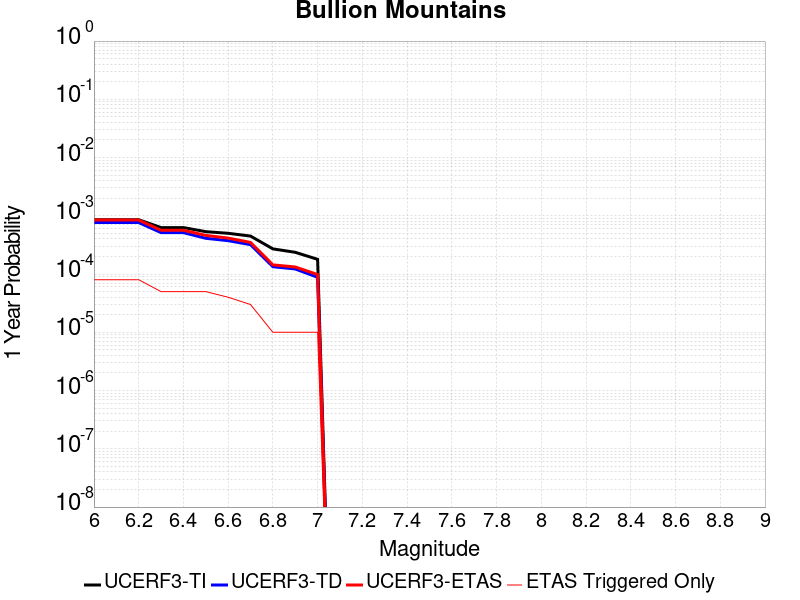 Bullion Mountains
1 Year Probability
10^0
10^-1
10^-2
10^-3
10^-4
10^-5
10^-6
10^-7
10^-8
6 6.2 6.4 6.6 6.8 7 7.2 7.4 7.6 7.8 8 8.2 8.4 8.6 8.8 9
Magnitude
UCERF3-TI UCERF3-TD UCERF3-ETAS ETAS Triggered Only